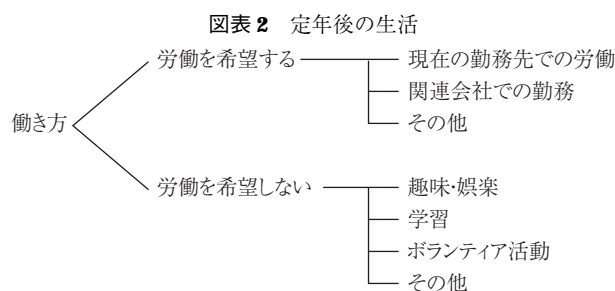 図表2 定年後の生活
働き方
労働を希望する
現在の勤務先での労働
関連会社での勤務
その他
労働を希望しない
趣味・娯楽
学習
ボランティア活動
その他